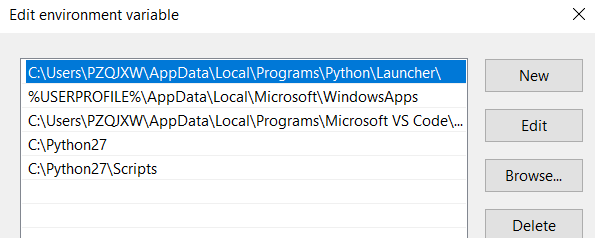 Edit environment variable
C:\Users\PZQJXW\AppData\Local\Programs\Python\Launcher\
New
%USERPROFILE%\AppData\Local\Microsoft\WindowsApps
C:\Users\PZQJXW\AppData\Local\Programs\Microsoft VS Code\...
Edit
C:\Python27
C:\Python27\Scripts
Browse...
Delete